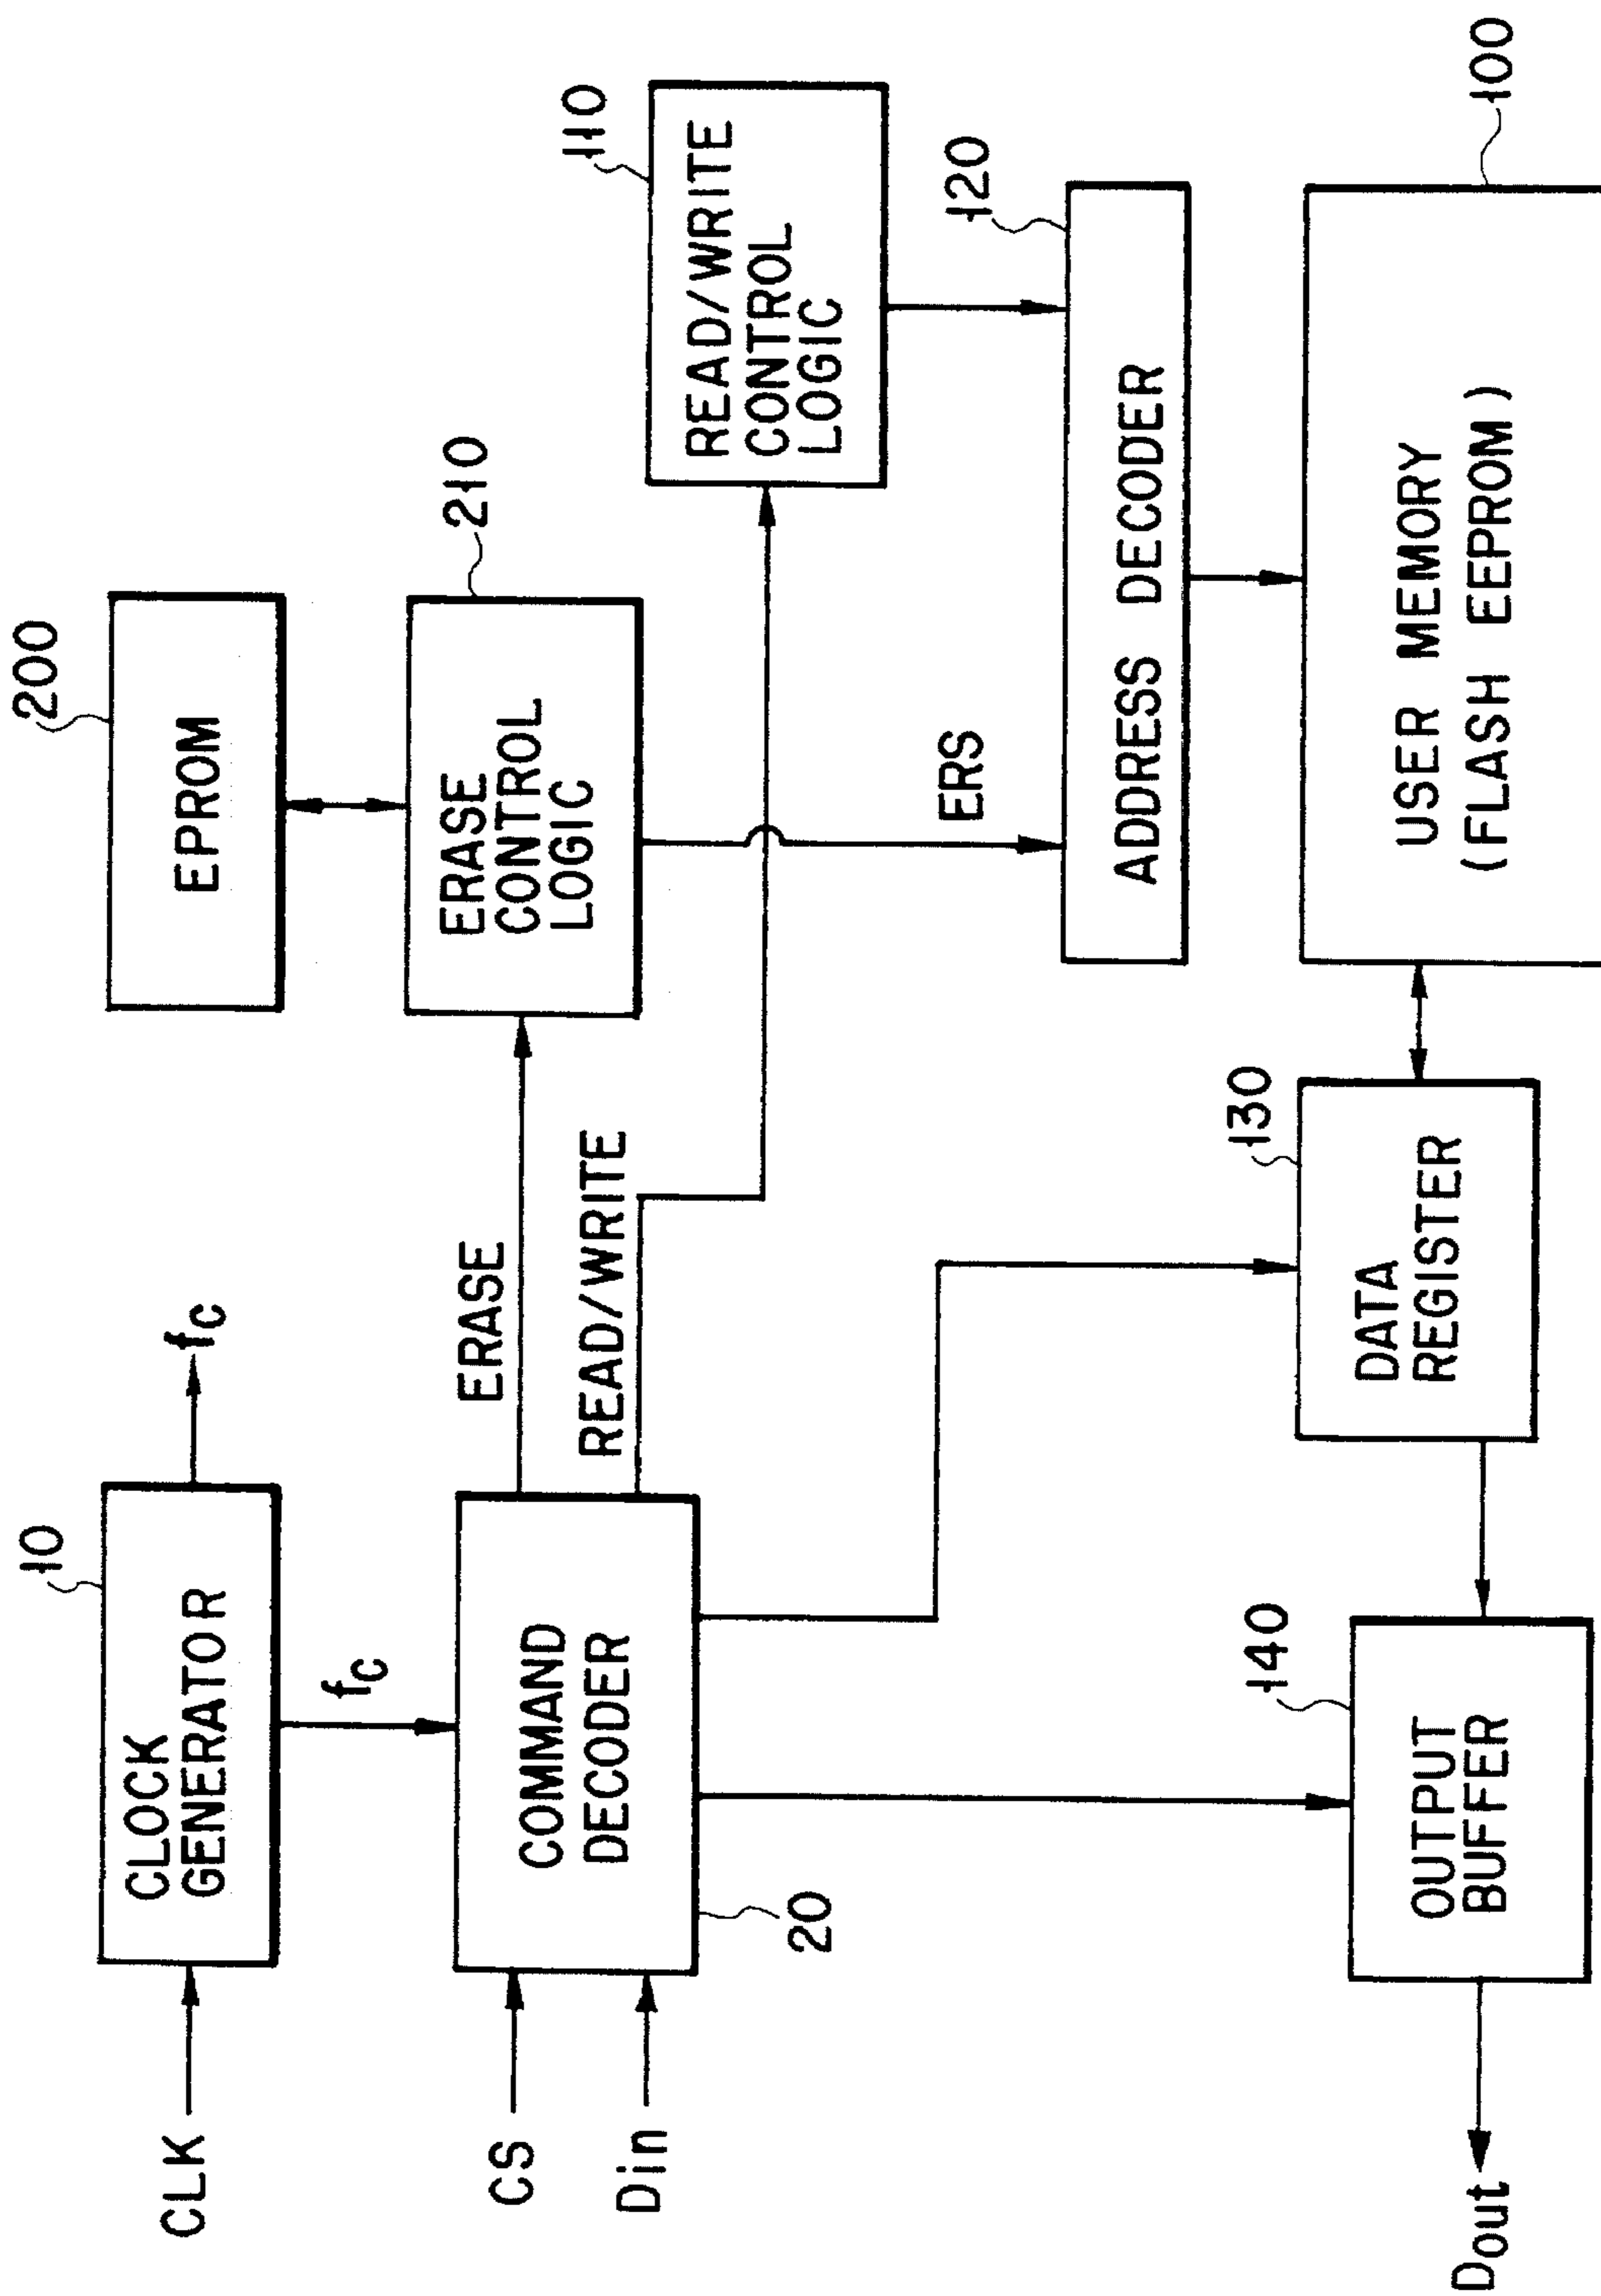 10
200
CLK
CLOCK
GENERATOR
fc
EPROM
fc
210
ERASE
ERASE
CONTROL
LOGIC
CS
Din
COMMAND
DECODER
READ/WRITE
110
READ/WRITE
CONTROL
LOGIC
20
ERS
120
ADDRESS DECODER
130
140
DATA
REGISTER
USER MEMORY
(FLASH EEPROM)
100
OUTPUT
BUFFER
Dout